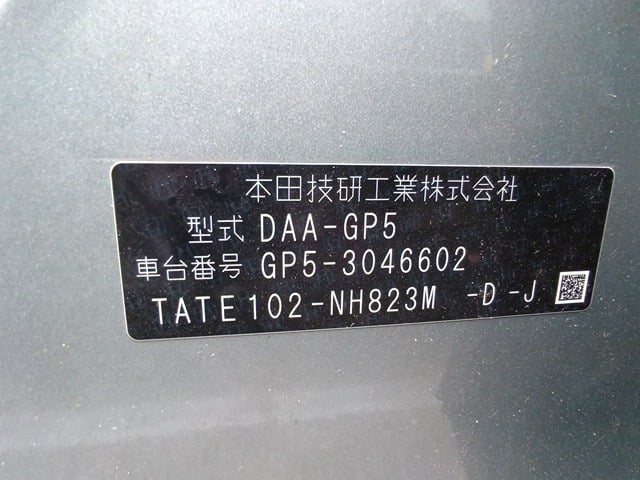 本田技研工業株式会社
型式 DAA-GP5
車台番号 GP5-3046602
TATE102-NH823M -D -J